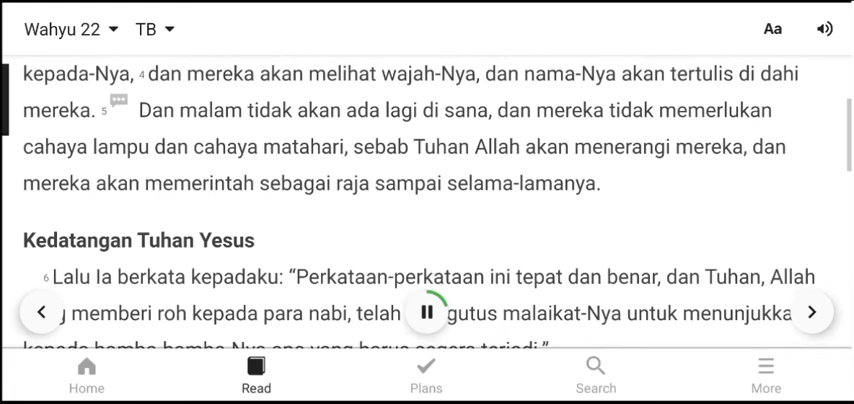 Wahyu 22 TB Aa
kepada-Nya, 4 dan mereka akan melihat wajah-Nya, dan nama-Nya akan tertulis di dahi
mereka. 5 Dan malam tidak akan ada lagi di sana, dan mereka tidak memerlukan
cahaya lampu dan cahaya matahari, sebab Tuhan Allah akan menerangi mereka, dan
mereka akan memerintah sebagai raja sampai selama-lamanya.
Kedatangan Tuhan Yesus
6 Lalu Ia berkata kepadaku: “Perkataan-perkataan ini tepat dan benar, dan Tuhan, Allah
memberi roh kepada para nabi, telah gutus malaikat-Nya untuk menunjukka
Home Read Plans Search More